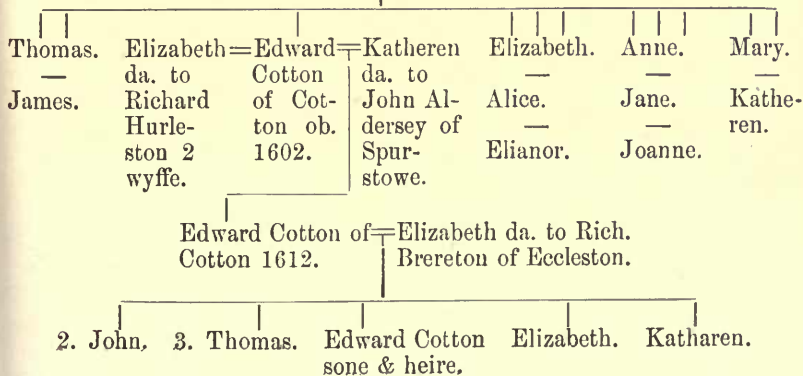 Thomas. Elizabeth=Edward=Katheren Elizabeth. Anne. Mary.
— da. to Cotton da. to — — —
James. Richard of Cot- John Al- Alice. Jane. Kathe-
Hurle- ton ob. dersey of — — ren.
ston 2 1602. Spur- Elianor. Joanne.
wyffe. stowe.
Edward Cotton of=Elizabeth da. to Rich.
Cotton 1612. Brereton of Eccleston.
2. John, 3. Thomas. Edward Cotton Elizabeth. Katharen.
sone & heire.